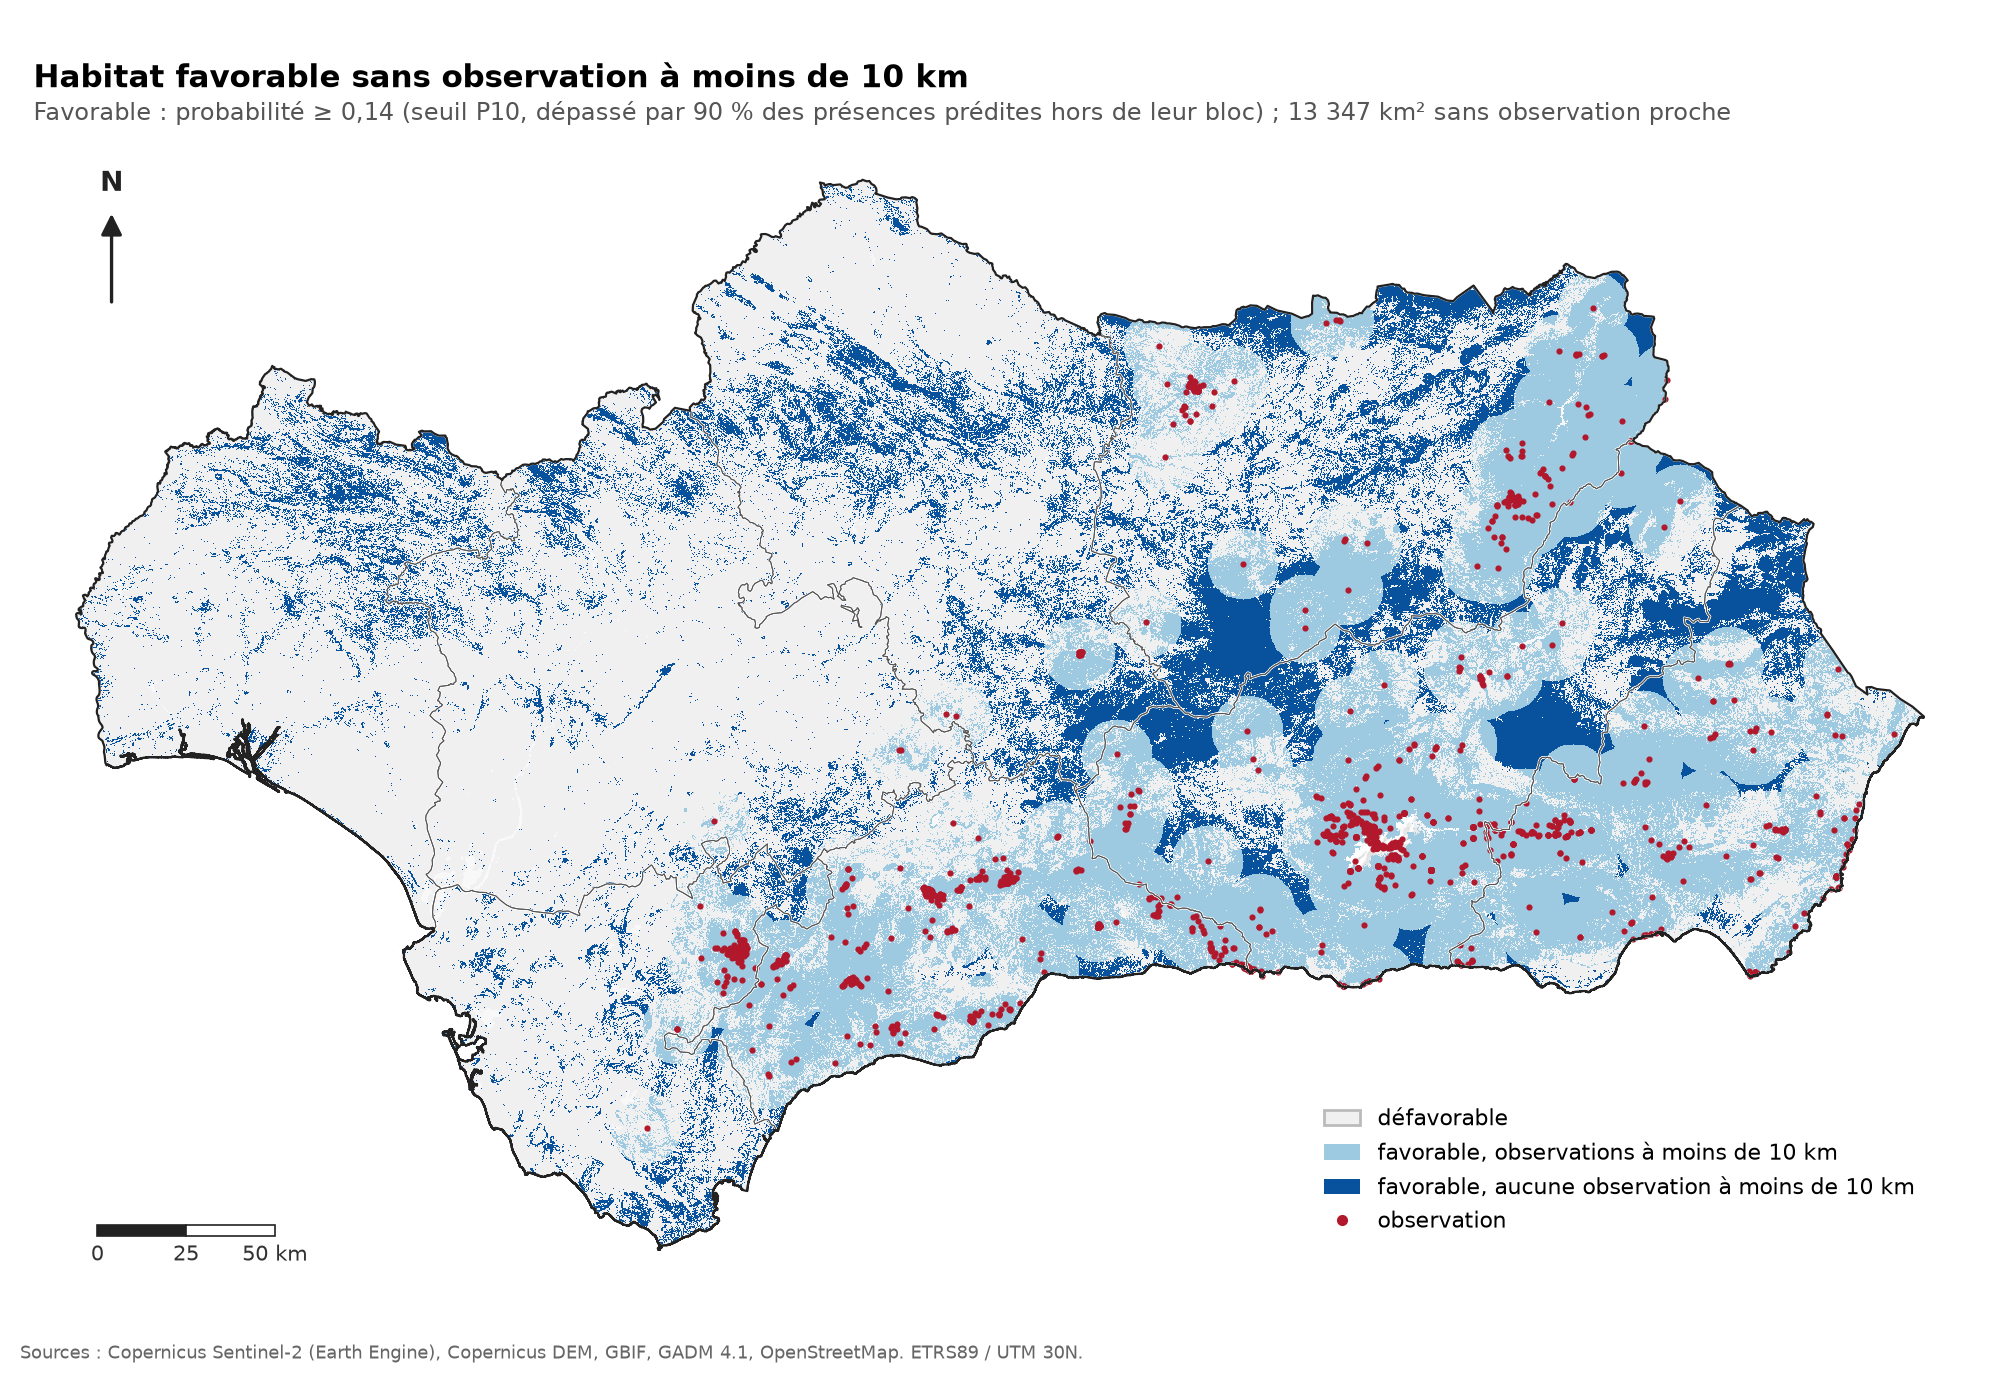 Habitat favorable sans observation à moins de 10 km
Favorable : probabilité ≥ 0,14 (seuil P10, dépassé par 90 % des présences prédites hors de leur bloc) ; 13 347 km² sans observation proche
N
défavorable
favorable, observations à moins de 10 km
favorable, aucune observation à moins de 10 km
observation
0 25 50 km
Sources : Copernicus Sentinel-2 (Earth Engine), Copernicus DEM, GBIF, GADM 4.1, OpenStreetMap. ETRS89 / UTM 30N.